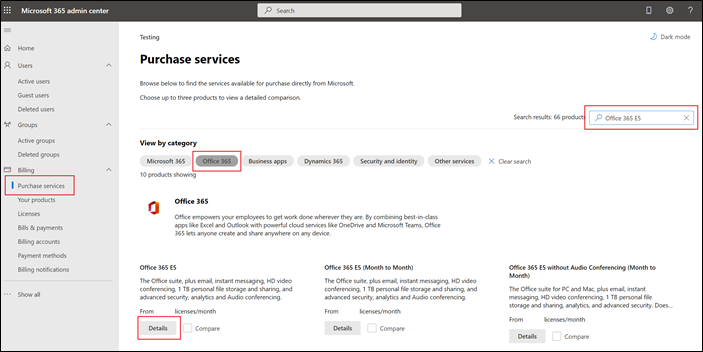 Microsoft 365 admin center
Search
Home
Users
Active users
Guest users
Deleted users
Groups
Active groups
Deleted groups
Billing
Purchase services
Your products
Licenses
Bills & payments
Billing accounts
Payment methods
Billing notifications
Show all
Testing
Dark mode
Purchase services
Browse below to find the services available for purchase directly from Microsoft.
Choose up to three products to view a detailed comparison.
Search results: 66 products
Office 365 E5
View by category
Microsoft 365
Office 365
Business apps
Dynamics 365
Security and identity
Other services
Clear search
10 products showing
Office 365
Office empowers your employees to get work done wherever they are. By combining best-in-class
apps like Excel and Outlook with powerful cloud services like OneDrive and Microsoft Teams, Office
365 lets anyone create and share anywhere on any device.
Office 365 E5
The Office suite, plus email, instant messaging, HD video
conferencing, 1 TB personal file storage and sharing, and
advanced security, analytics and Audio conferencing.
From licenses/month
Details
Compare
Office 365 E5 (Month to Month)
The Office suite, plus email, instant messaging, HD video
conferencing, 1 TB personal file storage and sharing, and
advanced security, analytics and Audio conferencing.
From licenses/month
Details
Compare
Office 365 E5 without Audio Conferencing (Month to
Month)
The Office suite for PC and Mac, plus email, instant
messaging, HD video conferencing, 1 TB personal file
storage and sharing, and advanced security, analytics. Does...
From licenses/month
Details
Compare